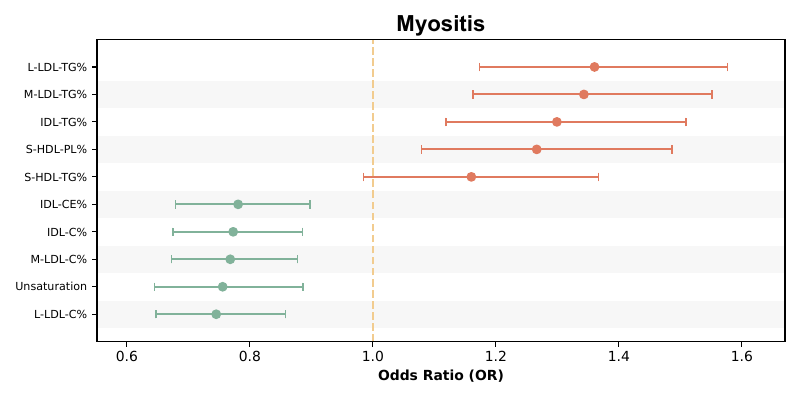 Myositis
L-LDL-TG%
M-LDL-TG%
IDL-TG%
S-HDL-PL%
S-HDL-TG%
IDL-CE%
IDL-C%
M-LDL-C%
Unsaturation
L-LDL-C%
0.6 0.8 1.0 1.2 1.4 1.6
Odds Ratio (OR)